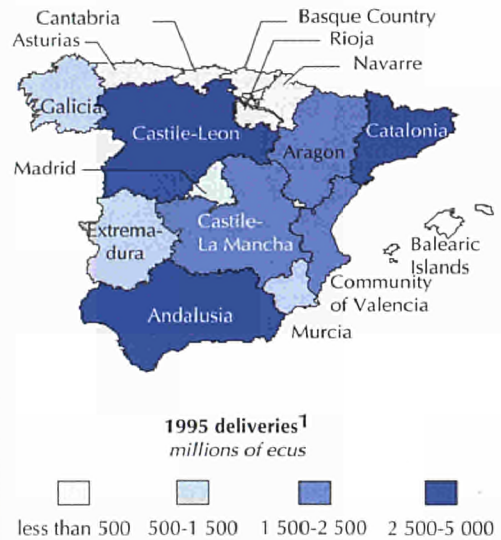 Cantabria
Asturias
Basque Country
Rioja
Navarre
Galicia
Castile-Leon
Catalonia
Aragon
Madrid
Castile-
La Mancha
Extrema-
dura
Balearic
Islands
Community
of Valencia
Andalusia
Murcia
1995 deliveries1
millions of ecus
less than 500
500-1 500
1 500-2 500
2 500-5 000